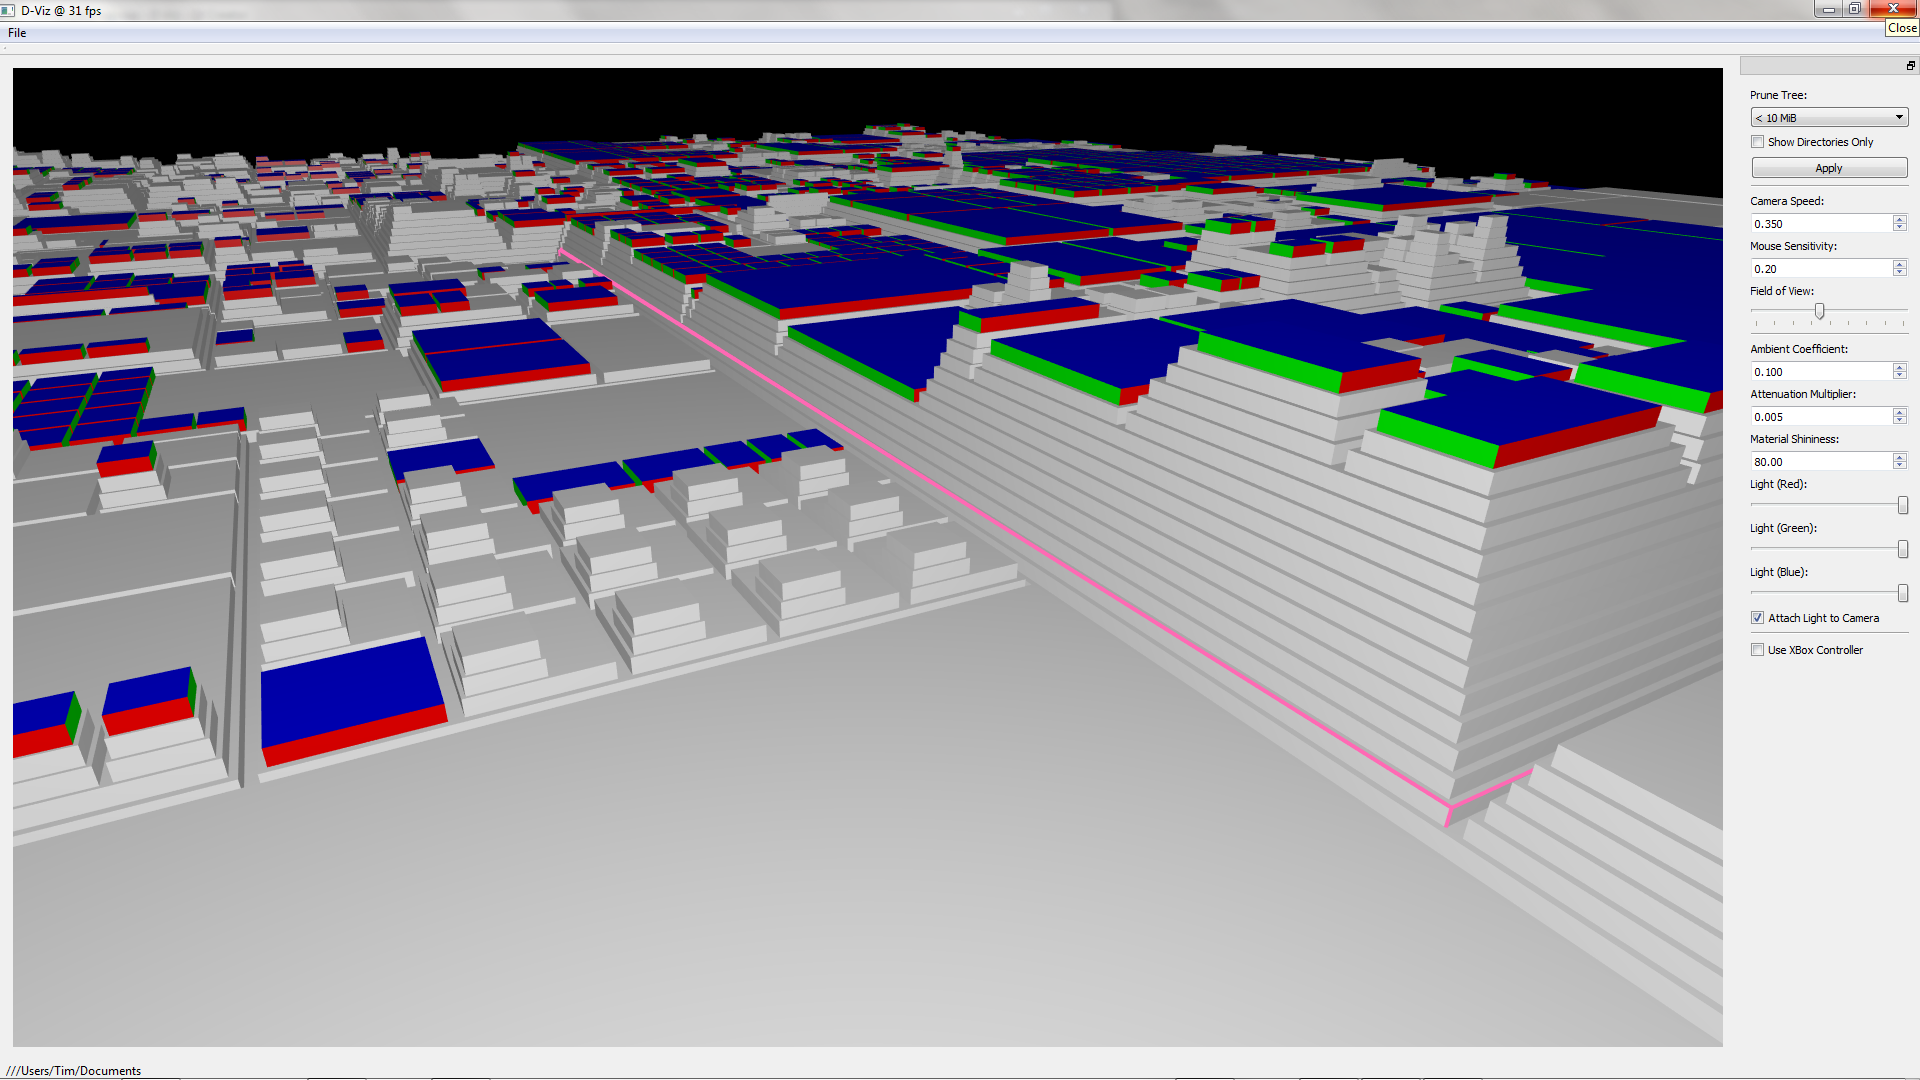 D-Viz @ 31 fps
Close
File
Prune Tree:
< 10 MiB
Show Directories Only
Apply
Camera Speed:
0.350
Mouse Sensitivity:
0.20
Field of View:
Ambient Coefficient:
0.100
Attenuation Multiplier:
0.005
Material Shininess:
80.00
Light (Red):
Light (Green):
Light (Blue):
Attach Light to Camera
Use XBox Controller
///Users/Tim/Documents